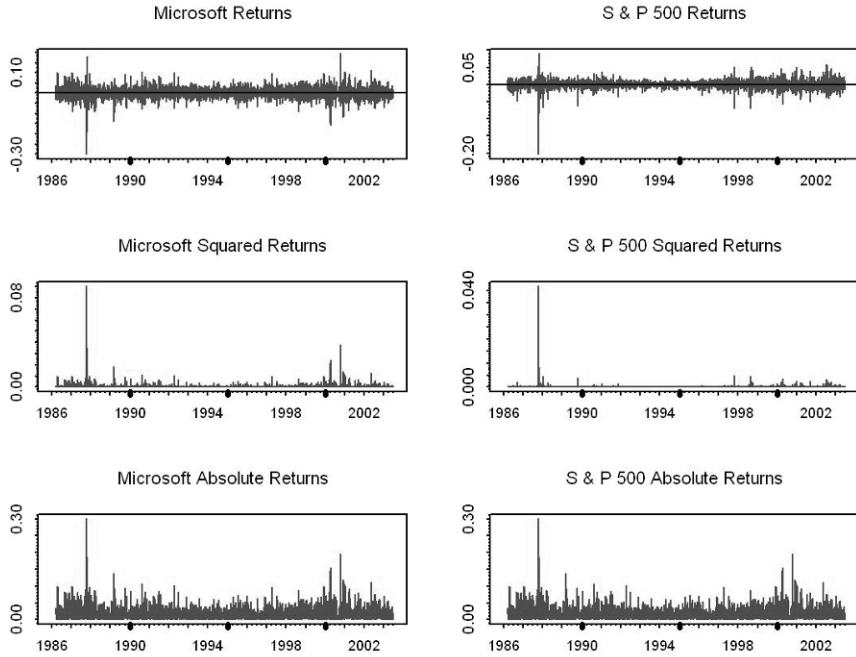 Microsoft Returns
0.10
-0.30
1986 1990 1994 1998 2002
S & P 500 Returns
0.05
-0.20
1986 1990 1994 1998 2002
Microsoft Squared Returns
0.08
0.00
1986 1990 1994 1998 2002
S & P 500 Squared Returns
0.040
0.000
1986 1990 1994 1998 2002
Microsoft Absolute Returns
0.30
0.00
1986 1990 1994 1998 2002
S & P 500 Absolute Returns
0.30
0.00
1986 1990 1994 1998 2002